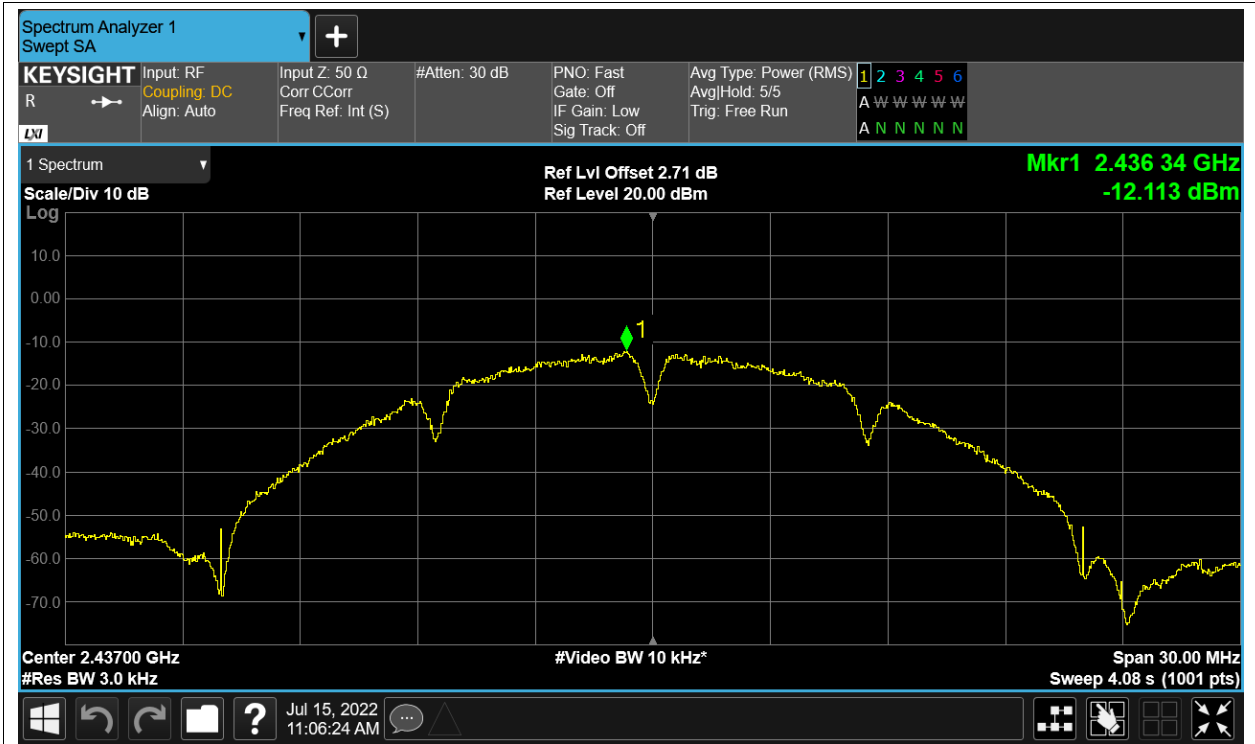 Spectrum Analyzer 1
Swept SA
KEYSIGHT
R
LXI
Input: RF
Coupling: DC
Align: Auto
Input Z: 50 Ω
Corr CCorr
Freq Ref: Int (S)
#Atten: 30 dB
PNO: Fast
Gate: Off
IF Gain: Low
Sig Track: Off
Avg Type: Power (RMS)
Avg|Hold: 5/5
Trig: Free Run
1 2 3 4 5 6
A W W W W W
A N N N N N
1 Spectrum
Scale/Div 10 dB
Log
Ref Lvl Offset 2.71 dB
Ref Level 20.00 dBm
Mkr1 2.436 34 GHz
-12.113 dBm
10.0
0.00
-10.0
-20.0
-30.0
-40.0
-50.0
-60.0
-70.0
1
Center 2.43700 GHz
#Res BW 3.0 kHz
#Video BW 10 kHz*
Span 30.00 MHz
Sweep 4.08 s (1001 pts)
?
Jul 15, 2022
11:06:24 AM